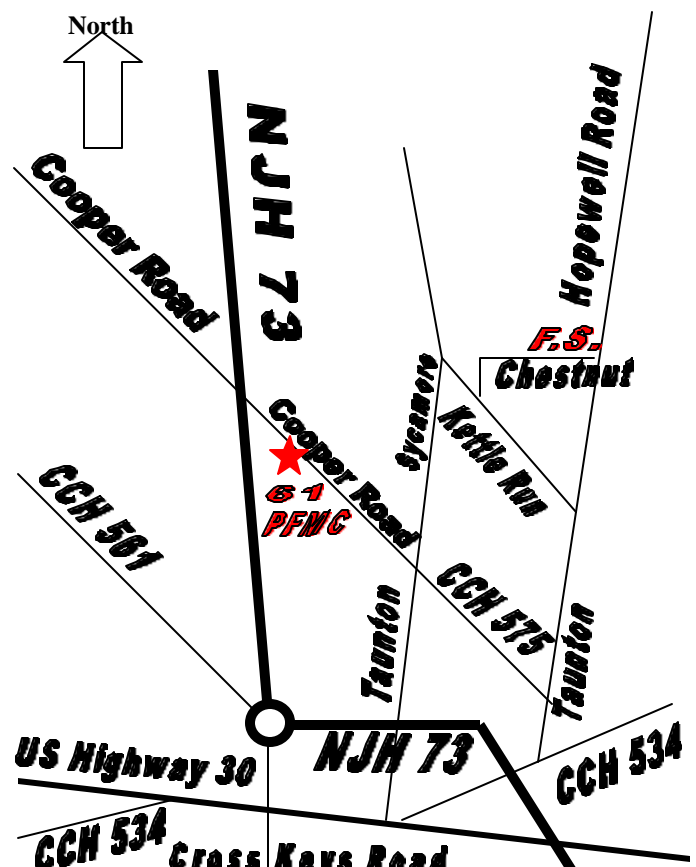 North
NJH 73
Hopewell Road
Cooper Road
F.S.
Chestnut
Sycamore
Kettle Run
Cooper Road
61
PFMC
CCH 561
CCH 575
Taunton
Taunton
NJH 73
US Highway 30
CCH 534
CCH 534
Cross Keys Road